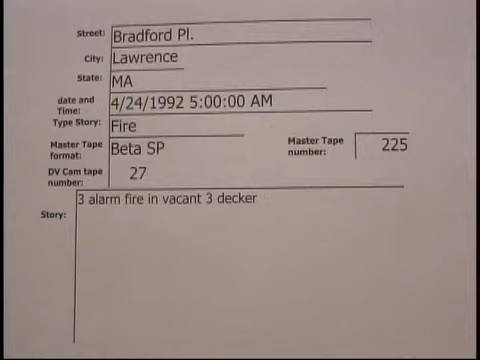 Street: Bradford Pl.
City: Lawrence
State: MA
date and Time: 4/24/1992 5:00:00 AM
Type Story: Fire
Master Tape format: Beta SP Master Tape number: 225
DV Cam tape number: 27
Story: 3 alarm fire in vacant 3 decker